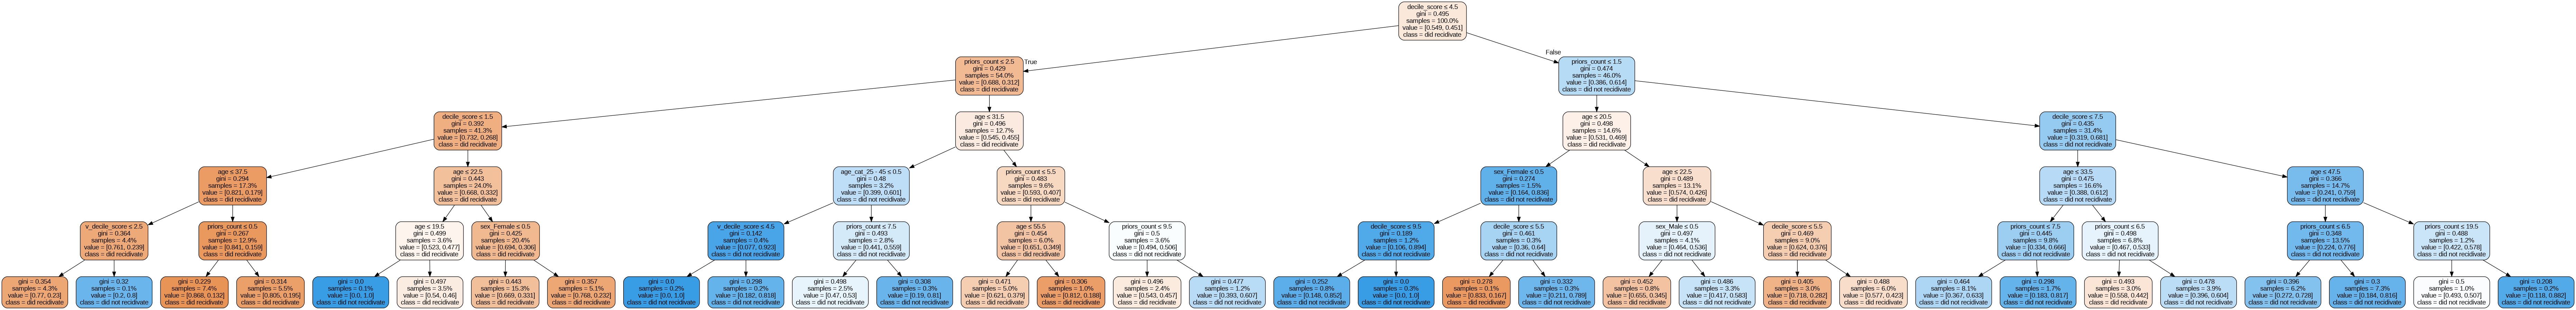 decile_score ≤ 4.5
gini = 0.495
samples = 100.0%
value = [0.549, 0.451]
class = did recidivate
True
False
priors_count ≤ 2.5
gini = 0.429
samples = 54.0%
value = [0.688, 0.312]
class = did recidivate
priors_count ≤ 1.5
gini = 0.474
samples = 46.0%
value = [0.386, 0.614]
class = did not recidivate
decile_score ≤ 1.5
gini = 0.392
samples = 41.3%
value = [0.732, 0.268]
class = did recidivate
age ≤ 31.5
gini = 0.496
samples = 12.7%
value = [0.545, 0.455]
class = did recidivate
age ≤ 20.5
gini = 0.498
samples = 14.6%
value = [0.531, 0.469]
class = did recidivate
decile_score ≤ 7.5
gini = 0.435
samples = 31.4%
value = [0.319, 0.681]
class = did not recidivate
age ≤ 37.5
gini = 0.294
samples = 17.3%
value = [0.821, 0.179]
class = did recidivate
age ≤ 22.5
gini = 0.443
samples = 24.0%
value = [0.668, 0.332]
class = did recidivate
age_cat_25 - 45 ≤ 0.5
gini = 0.48
samples = 3.2%
value = [0.399, 0.601]
class = did not recidivate
priors_count ≤ 5.5
gini = 0.483
samples = 9.6%
value = [0.593, 0.407]
class = did recidivate
sex_Female ≤ 0.5
gini = 0.274
samples = 1.5%
value = [0.164, 0.836]
class = did not recidivate
age ≤ 22.5
gini = 0.489
samples = 13.1%
value = [0.574, 0.426]
class = did recidivate
age ≤ 33.5
gini = 0.475
samples = 16.6%
value = [0.388, 0.612]
class = did not recidivate
age ≤ 47.5
gini = 0.366
samples = 14.7%
value = [0.241, 0.759]
class = did not recidivate
v_decile_score ≤ 2.5
gini = 0.364
samples = 4.4%
value = [0.761, 0.239]
class = did recidivate
priors_count ≤ 0.5
gini = 0.267
samples = 12.9%
value = [0.841, 0.159]
class = did recidivate
age ≤ 19.5
gini = 0.499
samples = 3.6%
value = [0.523, 0.477]
class = did recidivate
sex_Female ≤ 0.5
gini = 0.425
samples = 20.4%
value = [0.694, 0.306]
class = did recidivate
v_decile_score ≤ 4.5
gini = 0.142
samples = 0.4%
value = [0.077, 0.923]
class = did not recidivate
priors_count ≤ 7.5
gini = 0.493
samples = 2.8%
value = [0.441, 0.559]
class = did not recidivate
age ≤ 55.5
gini = 0.454
samples = 6.0%
value = [0.651, 0.349]
class = did recidivate
priors_count ≤ 9.5
gini = 0.5
samples = 3.6%
value = [0.494, 0.506]
class = did not recidivate
decile_score ≤ 9.5
gini = 0.189
samples = 1.2%
value = [0.106, 0.894]
class = did not recidivate
decile_score ≤ 5.5
gini = 0.461
samples = 0.3%
value = [0.36, 0.64]
class = did not recidivate
sex_Male ≤ 0.5
gini = 0.497
samples = 4.1%
value = [0.464, 0.536]
class = did not recidivate
decile_score ≤ 5.5
gini = 0.469
samples = 9.0%
value = [0.624, 0.376]
class = did recidivate
priors_count ≤ 7.5
gini = 0.445
samples = 9.8%
value = [0.334, 0.666]
class = did not recidivate
priors_count ≤ 6.5
gini = 0.498
samples = 6.8%
value = [0.467, 0.533]
class = did not recidivate
priors_count ≤ 6.5
gini = 0.348
samples = 13.5%
value = [0.224, 0.776]
class = did not recidivate
priors_count ≤ 19.5
gini = 0.488
samples = 1.2%
value = [0.422, 0.578]
class = did not recidivate
gini = 0.354
samples = 4.3%
value = [0.77, 0.23]
class = did recidivate
gini = 0.32
samples = 0.1%
value = [0.2, 0.8]
class = did not recidivate
gini = 0.229
samples = 7.4%
value = [0.868, 0.132]
class = did recidivate
gini = 0.314
samples = 5.5%
value = [0.805, 0.195]
class = did recidivate
gini = 0.0
samples = 0.1%
value = [0.0, 1.0]
class = did not recidivate
gini = 0.497
samples = 3.5%
value = [0.54, 0.46]
class = did recidivate
gini = 0.443
samples = 15.3%
value = [0.669, 0.331]
class = did recidivate
gini = 0.357
samples = 5.1%
value = [0.768, 0.232]
class = did recidivate
gini = 0.0
samples = 0.2%
value = [0.0, 1.0]
class = did not recidivate
gini = 0.298
samples = 0.2%
value = [0.182, 0.818]
class = did not recidivate
gini = 0.498
samples = 2.5%
value = [0.47, 0.53]
class = did not recidivate
gini = 0.308
samples = 0.3%
value = [0.19, 0.81]
class = did not recidivate
gini = 0.471
samples = 5.0%
value = [0.621, 0.379]
class = did recidivate
gini = 0.306
samples = 1.0%
value = [0.812, 0.188]
class = did recidivate
gini = 0.496
samples = 2.4%
value = [0.543, 0.457]
class = did recidivate
gini = 0.477
samples = 1.2%
value = [0.393, 0.607]
class = did not recidivate
gini = 0.252
samples = 0.8%
value = [0.148, 0.852]
class = did not recidivate
gini = 0.0
samples = 0.3%
value = [0.0, 1.0]
class = did not recidivate
gini = 0.278
samples = 0.1%
value = [0.833, 0.167]
class = did recidivate
gini = 0.332
samples = 0.3%
value = [0.211, 0.789]
class = did not recidivate
gini = 0.452
samples = 0.8%
value = [0.655, 0.345]
class = did recidivate
gini = 0.486
samples = 3.3%
value = [0.417, 0.583]
class = did not recidivate
gini = 0.405
samples = 3.0%
value = [0.718, 0.282]
class = did recidivate
gini = 0.488
samples = 6.0%
value = [0.577, 0.423]
class = did recidivate
gini = 0.464
samples = 8.1%
value = [0.367, 0.633]
class = did not recidivate
gini = 0.298
samples = 1.7%
value = [0.183, 0.817]
class = did not recidivate
gini = 0.493
samples = 3.0%
value = [0.558, 0.442]
class = did recidivate
gini = 0.478
samples = 3.9%
value = [0.396, 0.604]
class = did not recidivate
gini = 0.396
samples = 6.2%
value = [0.272, 0.728]
class = did not recidivate
gini = 0.3
samples = 7.3%
value = [0.184, 0.816]
class = did not recidivate
gini = 0.5
samples = 1.0%
value = [0.493, 0.507]
class = did not recidivate
gini = 0.208
samples = 0.2%
value = [0.118, 0.882]
class = did not recidivate